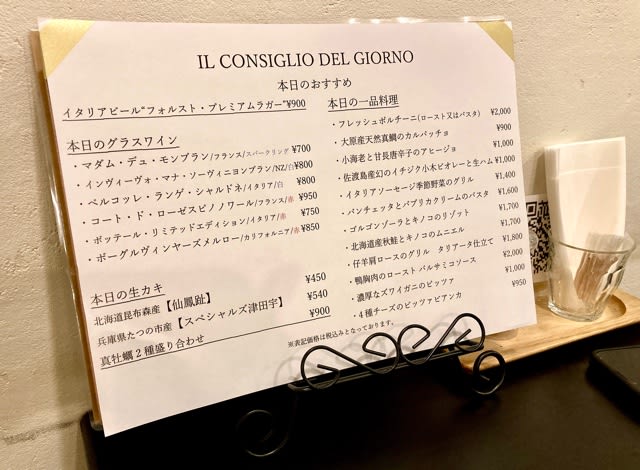 IL CONSIGLIO DEL GIORNO
本日のおすすめ
イタリアビール“フォルスト・プレミアムラガー”¥900
本日のグラスワイン
・マダム・デュ・モンブラン/フランス/スパークリング ¥700
・インヴィーヴォ・マナ・ソーヴィニヨンブラン/NZ/白 ¥800
・ベルコッレ・ランゲ・シャルドネ/イタリア/白 ¥800
・コート・ド・ローゼスピノノワール/フランス/赤 ¥950
・ボッテール・リミテッドエディション/イタリア/赤 ¥750
・ボーグルヴィンヤーズメルロー/カリフォルニア/赤 ¥850
本日の生カキ
北海道昆布森産【仙鳳趾】 ¥450
兵庫県たつの市産【スペシャルズ津田宇】 ¥540
真牡蠣2種盛り合わせ ¥900
本日の一品料理
・フレッシュポルチーニ(ロースト又はパスタ) ¥2,000
・大原産天然真鯛のカルパッチョ ¥900
・小海老と甘長唐辛子のアヒージョ ¥1,000
・佐渡島産幻のイチジク小木ビオレーと生ハム ¥1,000
・イタリアソーセージ季節野菜のグリル ¥1,400
・パンチェッタとパプリカクリームのパスタ ¥1,600
・ゴルゴンゾーラとキノコのリゾット ¥1,700
・北海道産秋鮭とキノコのムニエル ¥1,700
・仔羊肩ロースのグリル タリアータ仕立て ¥1,800
・鴨胸肉のロースト バルサミコソース ¥2,000
・濃厚なズワイガニのピッツァ ¥1,000
・4種チーズのピッツァビアンカ ¥950
※表記価格は税込みとなっております。